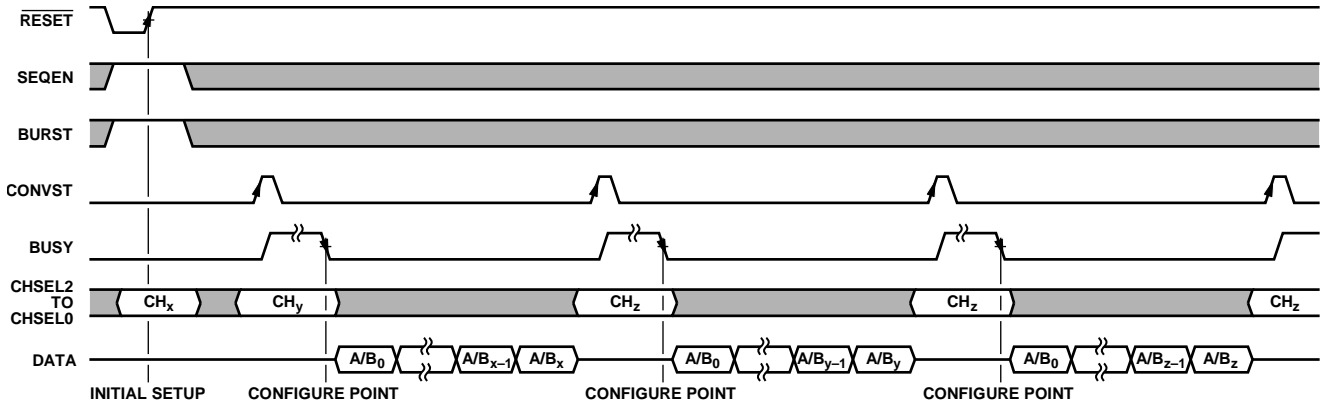 RESET
SEQEN
BURST
CONVST
BUSY
CHSEL2
TO
CHSEL0
CHx CHy CHz CHz CHz
DATA
A/B0 A/Bx–1 A/Bx A/B0 A/By–1 A/By A/B0 A/Bz–1 A/Bz
INITIAL SETUP CONFIGURE POINT CONFIGURE POINT CONFIGURE POINT